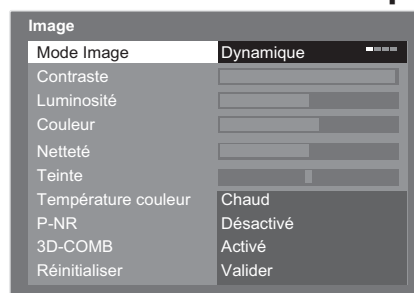 Image
Mode Image Dynamique
Contraste
Luminosité
Couleur
Netteté
Teinte
Température couleur Chaud
P-NR Désactivé
3D-COMB Activé
Réinitialiser Valider